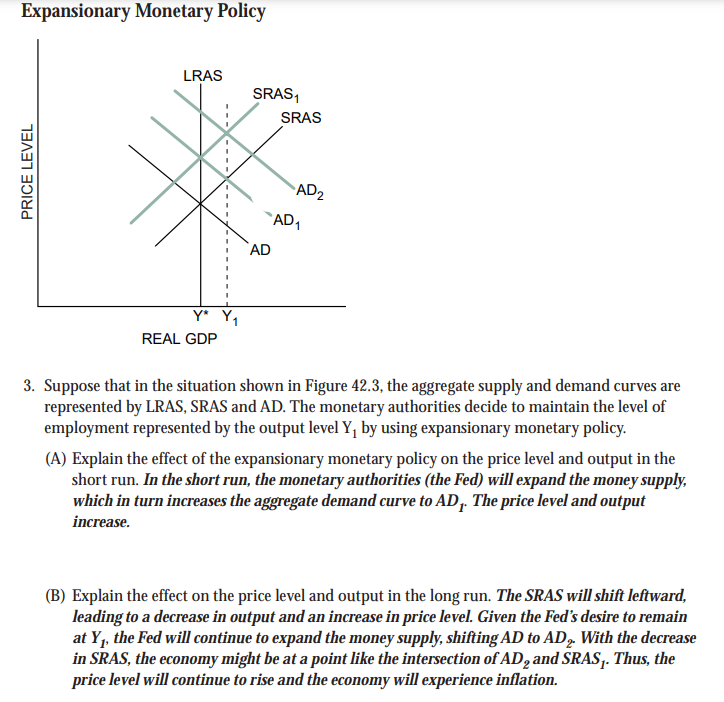 Expansionary Monetary Policy
LRAS
SRAS₁
SRAS
PRICE LEVEL
AD₂
AD₁
AD
Y* Y₁
REAL GDP
3. Suppose that in the situation shown in Figure 42.3, the aggregate supply and demand curves are
represented by LRAS, SRAS and AD. The monetary authorities decide to maintain the level of
employment represented by the output level Y₁ by using expansionary monetary policy.
(A) Explain the effect of the expansionary monetary policy on the price level and output in the
short run. In the short run, the monetary authorities (the Fed) will expand the money supply,
which in turn increases the aggregate demand curve to AD₁. The price level and output
increase.
(B) Explain the effect on the price level and output in the long run. The SRAS will shift leftward,
leading to a decrease in output and an increase in price level. Given the Fed's desire to remain
at Y₁, the Fed will continue to expand the money supply, shifting AD to AD₂. With the decrease
in SRAS, the economy might be at a point like the intersection of AD₂ and SRAS₁. Thus, the
price level will continue to rise and the economy will experience inflation.